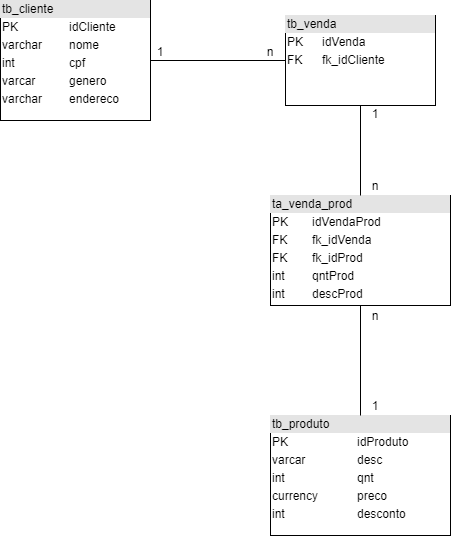 tb_cliente
PK idCliente
varchar nome
int cpf
varcar genero
varchar endereco
1 n
tb_venda
PK idVenda
FK fk_idCliente
1
n
ta_venda_prod
PK idVendaProd
FK fk_idVenda
FK fk_idProd
int qntProd
int descProd
n
1
tb_produto
PK idProduto
varcar desc
int qnt
currency preco
int desconto